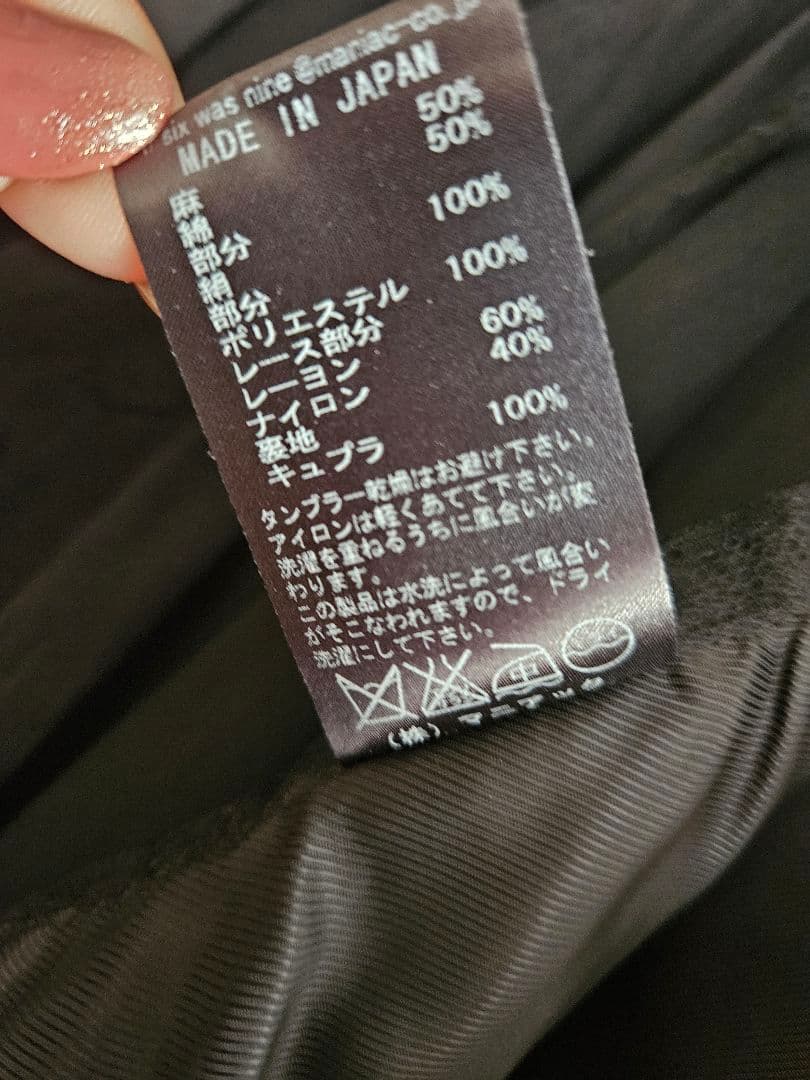 six was nine @maniac-co.j
MADE IN JAPAN
麻 50%
綿 50%
部分
絹 100%
部分
ポリエステル 100%
レース部分
レーヨン 60%
ナイロン 40%
裏地
キュプラ 100%
タンブラー乾燥はお避け下さい。
アイロンは軽くあてて下さい。
洗濯を重ねるうちに風合いが変
わります。
この製品は水洗によって風合い
がそこなわれますので、ドライ
洗濯にして下さい。
中
(株)マニアック